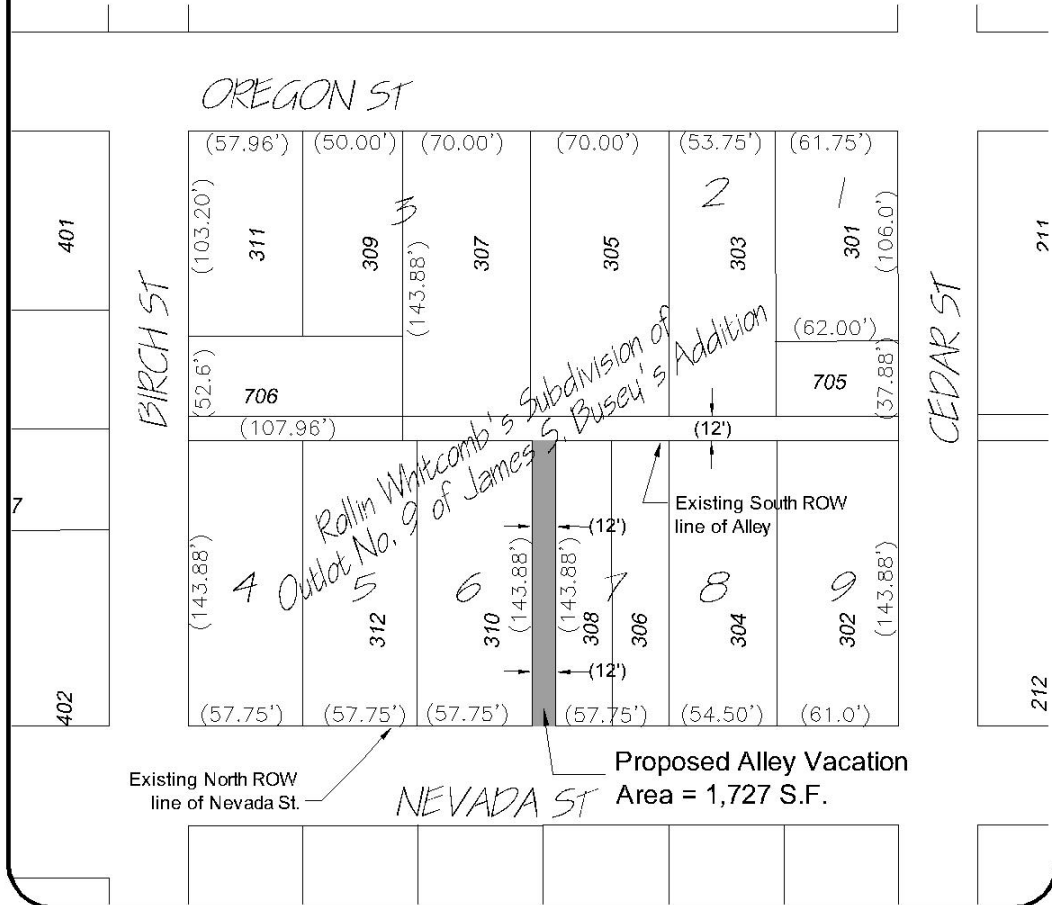 OREGON ST
(57.96') (50.00') (70.00') (70.00') (53.75') (61.75')
3 2 1
401 (103.20') 311 309 (143.88') 307 305 303 301 (106.0') 211
BIRCH ST
CEDAR ST
(62.00')
(52.6') 706 705 (37.88')
(107.96') (12')
Rollin Whitcomb's Subdivision of
Outlot No. 9 of James S. Busey's Addition
7
Existing South ROW
line of Alley
(12')
(143.88') 4 5 6 (143.88') (143.88') 7 8 9 (143.88')
312 310 308 306 304 302
(12')
402 212
(57.75') (57.75') (57.75') (57.75') (54.50') (61.0')
Existing North ROW
line of Nevada St.
NEVADA ST
Proposed Alley Vacation
Area = 1,727 S.F.